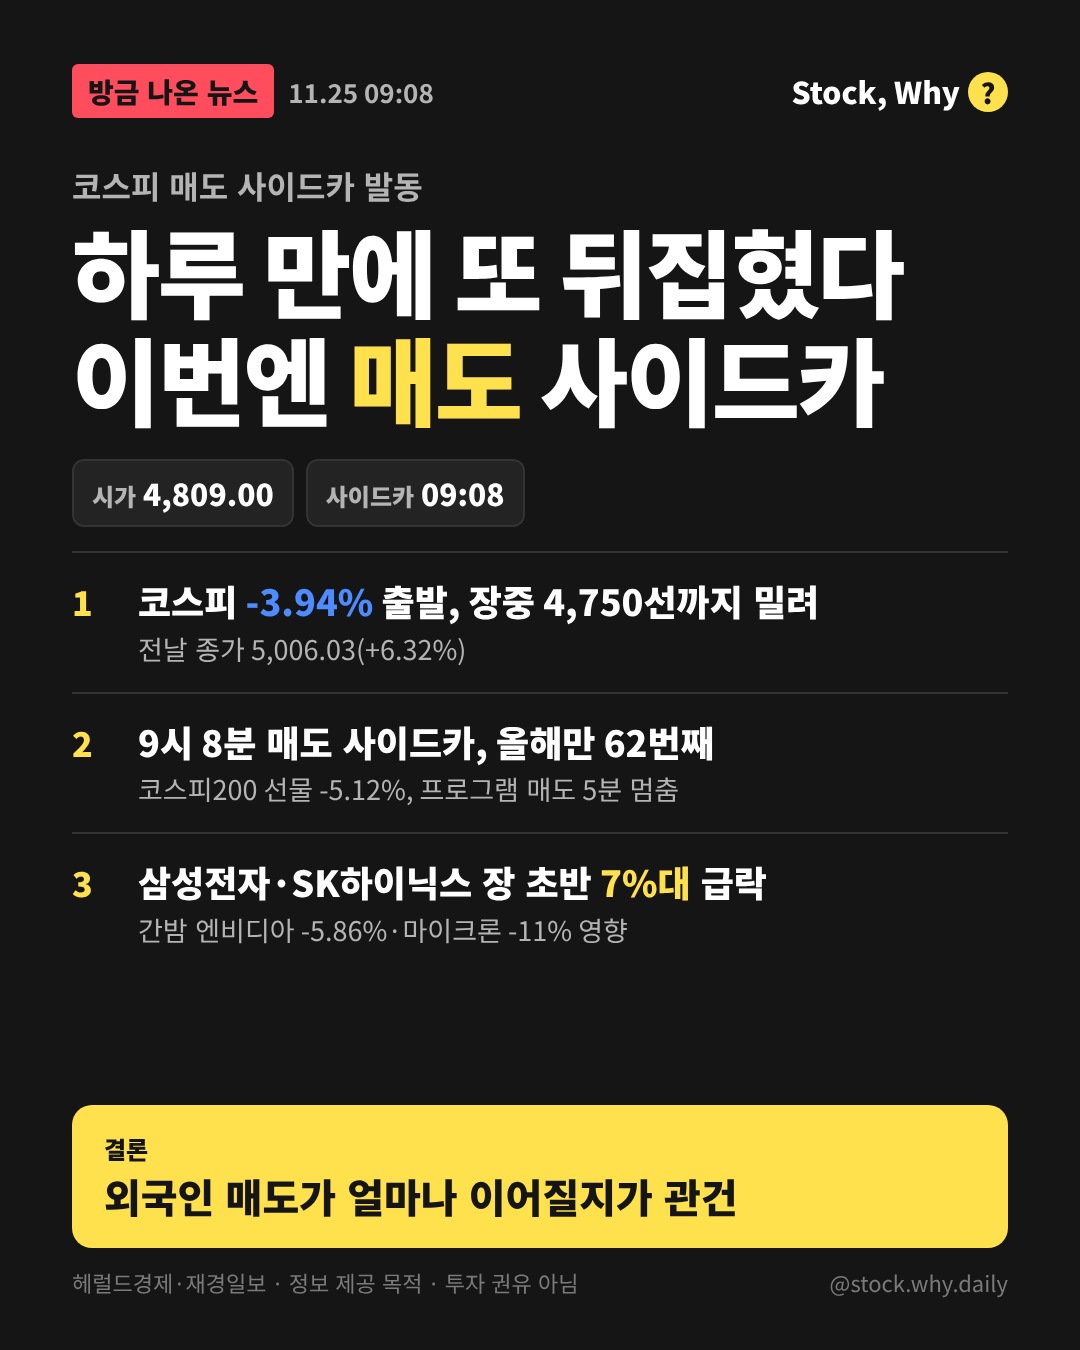 방금 나온 뉴스 11.25 09:08
Stock, Why ?
코스피 매도 사이드카 발동
하루 만에 또 뒤집혔다
이번엔 매도 사이드카
시가 4,809.00
사이드카 09:08
1 코스피 -3.94% 출발, 장중 4,750선까지 밀려
전날 종가 5,006.03(+6.32%)
2 9시 8분 매도 사이드카, 올해만 62번째
코스피200 선물 -5.12%, 프로그램 매도 5분 멈춤
3 삼성전자·SK하이닉스 장 초반 7%대 급락
간밤 엔비디아 -5.86%·마이크론 -11% 영향
결론
외국인 매도가 얼마나 이어질지가 관건
헤럴드경제·재경일보 · 정보 제공 목적 · 투자 권유 아님
@stock.why.daily